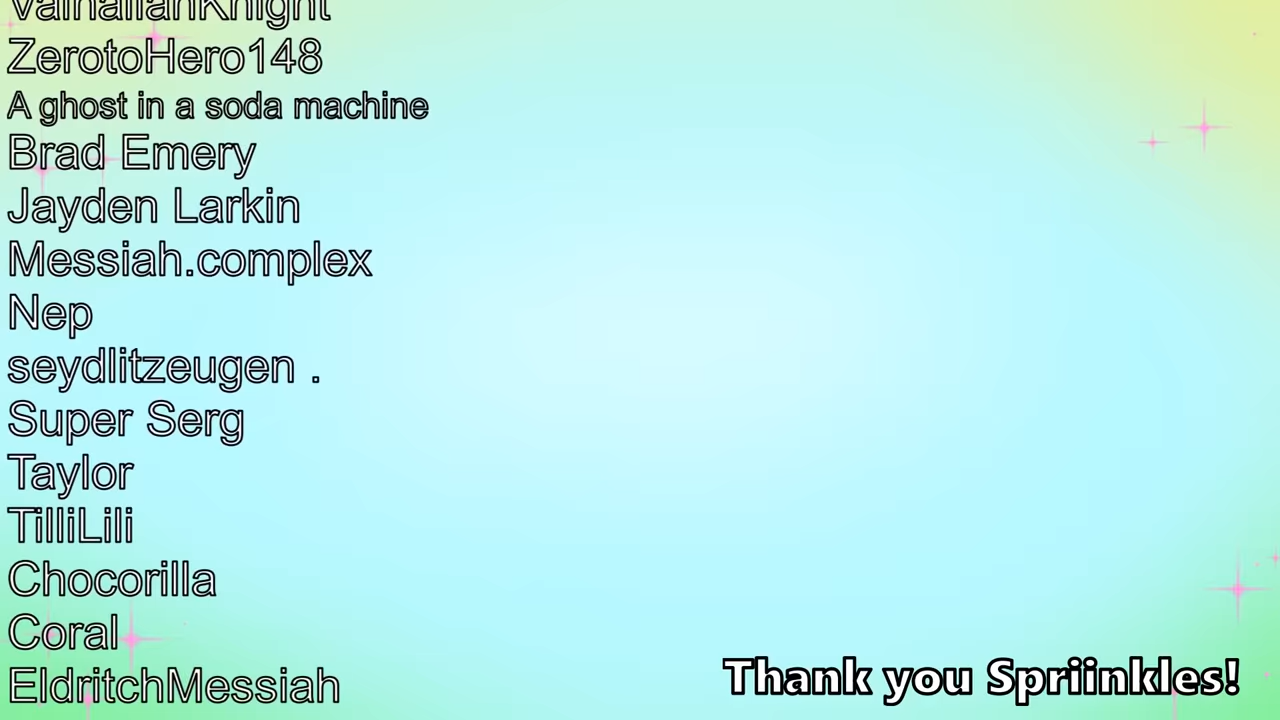 ValhallanKnight
ZerotoHero148
A ghost in a soda machine
Brad Emery
Jayden Larkin
Messiah.complex
Nep
seydlitzeugen .
Super Serg
Taylor
TilliLili
Chocorilla
Coral
EldritchMessiah
Thank you Spriinkles!